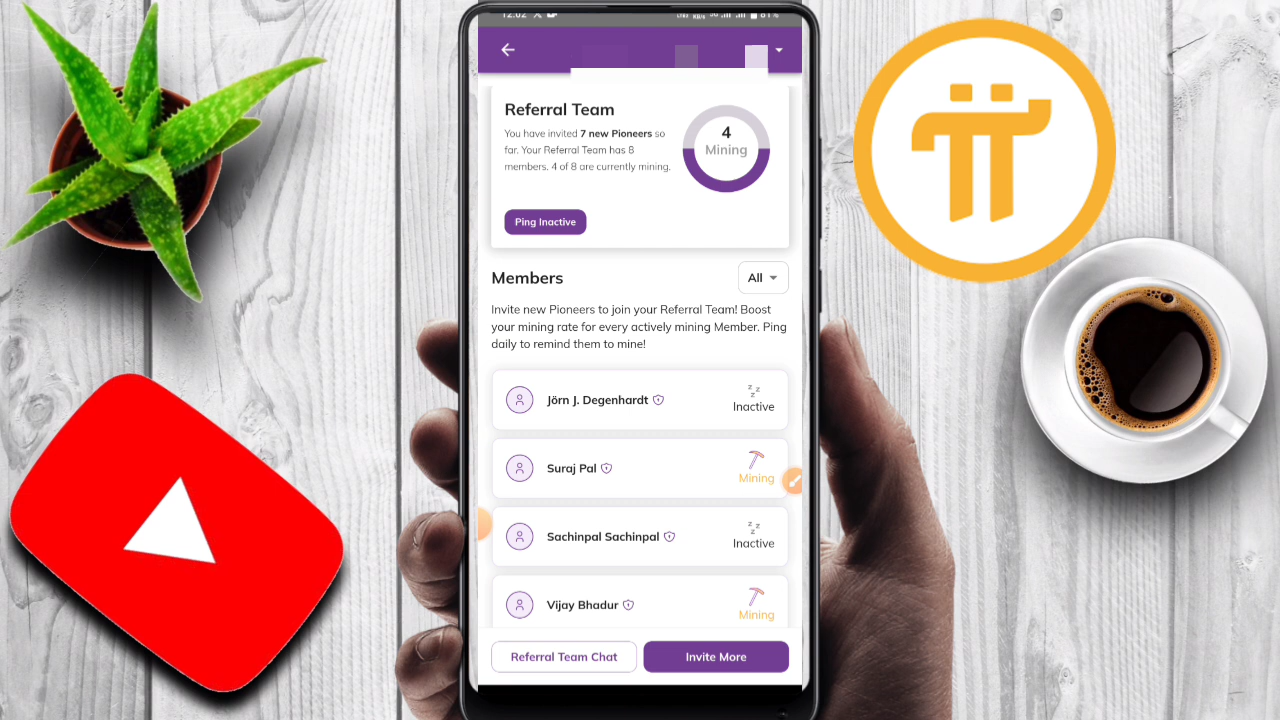 12:02
81%
Referral Team
You have invited 7 new Pioneers so
far. Your Referral Team has 8
members. 4 of 8 are currently mining.
4
Mining
Ping Inactive
Members
All
Invite new Pioneers to join your Referral Team! Boost
your mining rate for every actively mining Member. Ping
daily to remind them to mine!
Jörn J. Degenhardt
z z z
Inactive
Suraj Pal
Mining
Sachinpal Sachinpal
z z z
Inactive
Vijay Bhadur
Mining
Referral Team Chat
Invite More